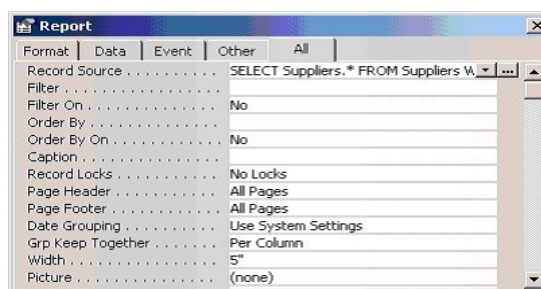 Report
Format Data Event Other All
Record Source . . . . . . . . . . SELECT Suppliers.* FROM Suppliers W ...
Filter . . . . . . . . . . . . . . . . . .
Filter On . . . . . . . . . . . . . . . No
Order By . . . . . . . . . . . . . . .
Order By On . . . . . . . . . . . . No
Caption . . . . . . . . . . . . . . . .
Record Locks . . . . . . . . . . . No Locks
Page Header . . . . . . . . . . . . All Pages
Page Footer . . . . . . . . . . . . All Pages
Date Grouping . . . . . . . . . . Use System Settings
Grp Keep Together . . . . . . . Per Column
Width . . . . . . . . . . . . . . . . . 5"
Picture . . . . . . . . . . . . . . . . (none)